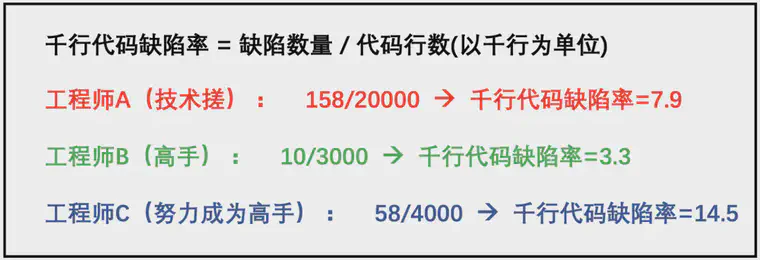 千行代码缺陷率 = 缺陷数量 / 代码行数(以千行为单位)
工程师A（技术搓）： 158/20000 → 千行代码缺陷率=7.9
工程师B（高手）： 10/3000 → 千行代码缺陷率=3.3
工程师C（努力成为高手）： 58/4000 → 千行代码缺陷率=14.5